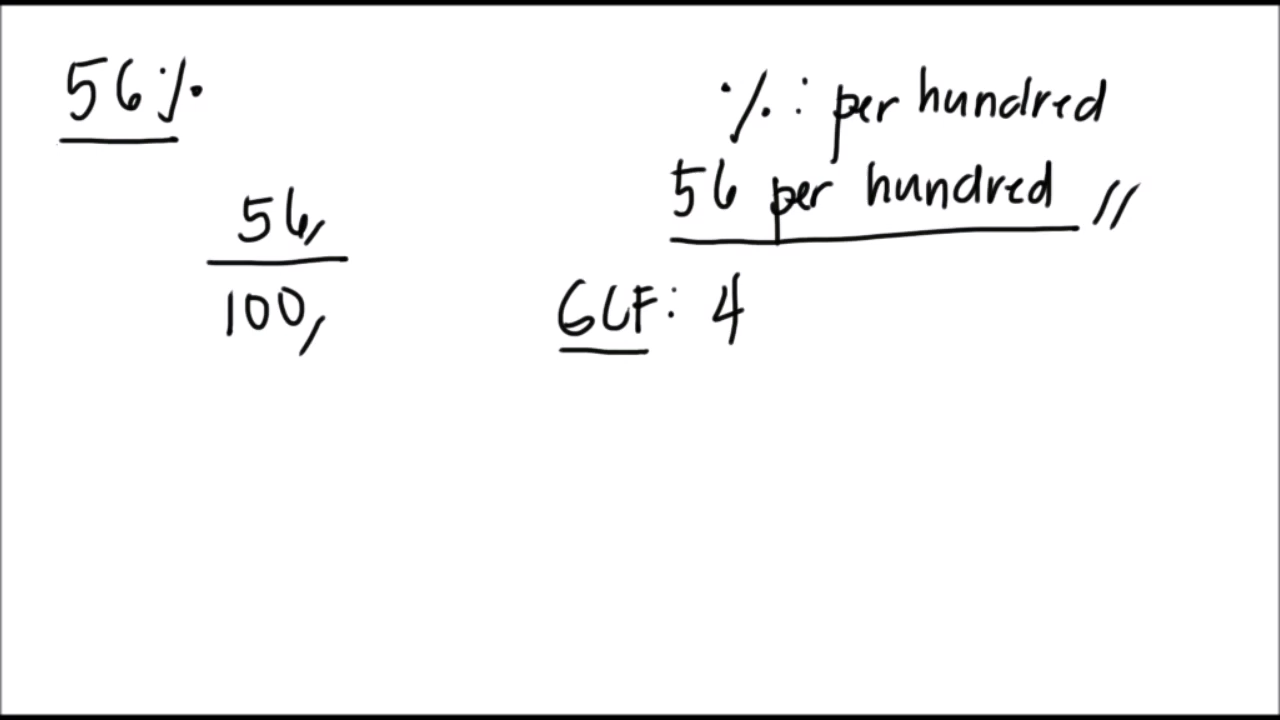 56%
56,
100,
% : per hundred
56 per hundred //
GCF: 4